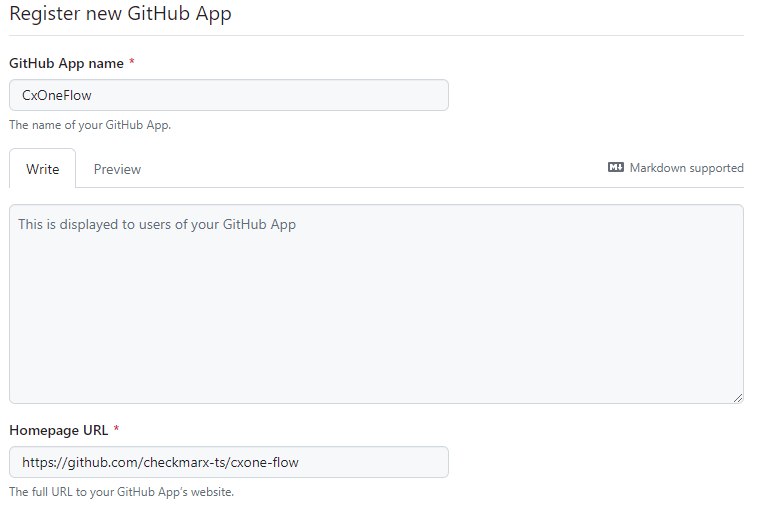 Register new GitHub App
GitHub App name *
CxOneFlow
The name of your GitHub App.
Write Preview Markdown supported
This is displayed to users of your GitHub App
Homepage URL *
https://github.com/checkmarx-ts/cxone-flow
The full URL to your GitHub App's website.